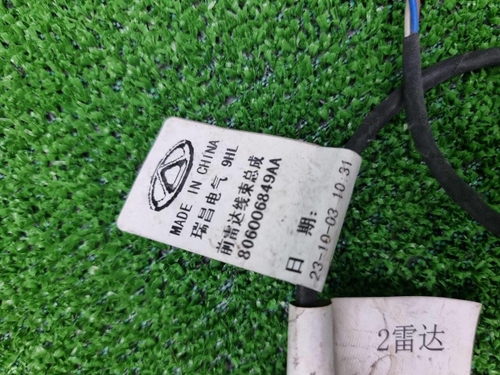 MADE IN CHINA
瑞昌电气 9HL
前雷达线束总成
806006849AA
日 期:
23-10-03 10:31
2雷达